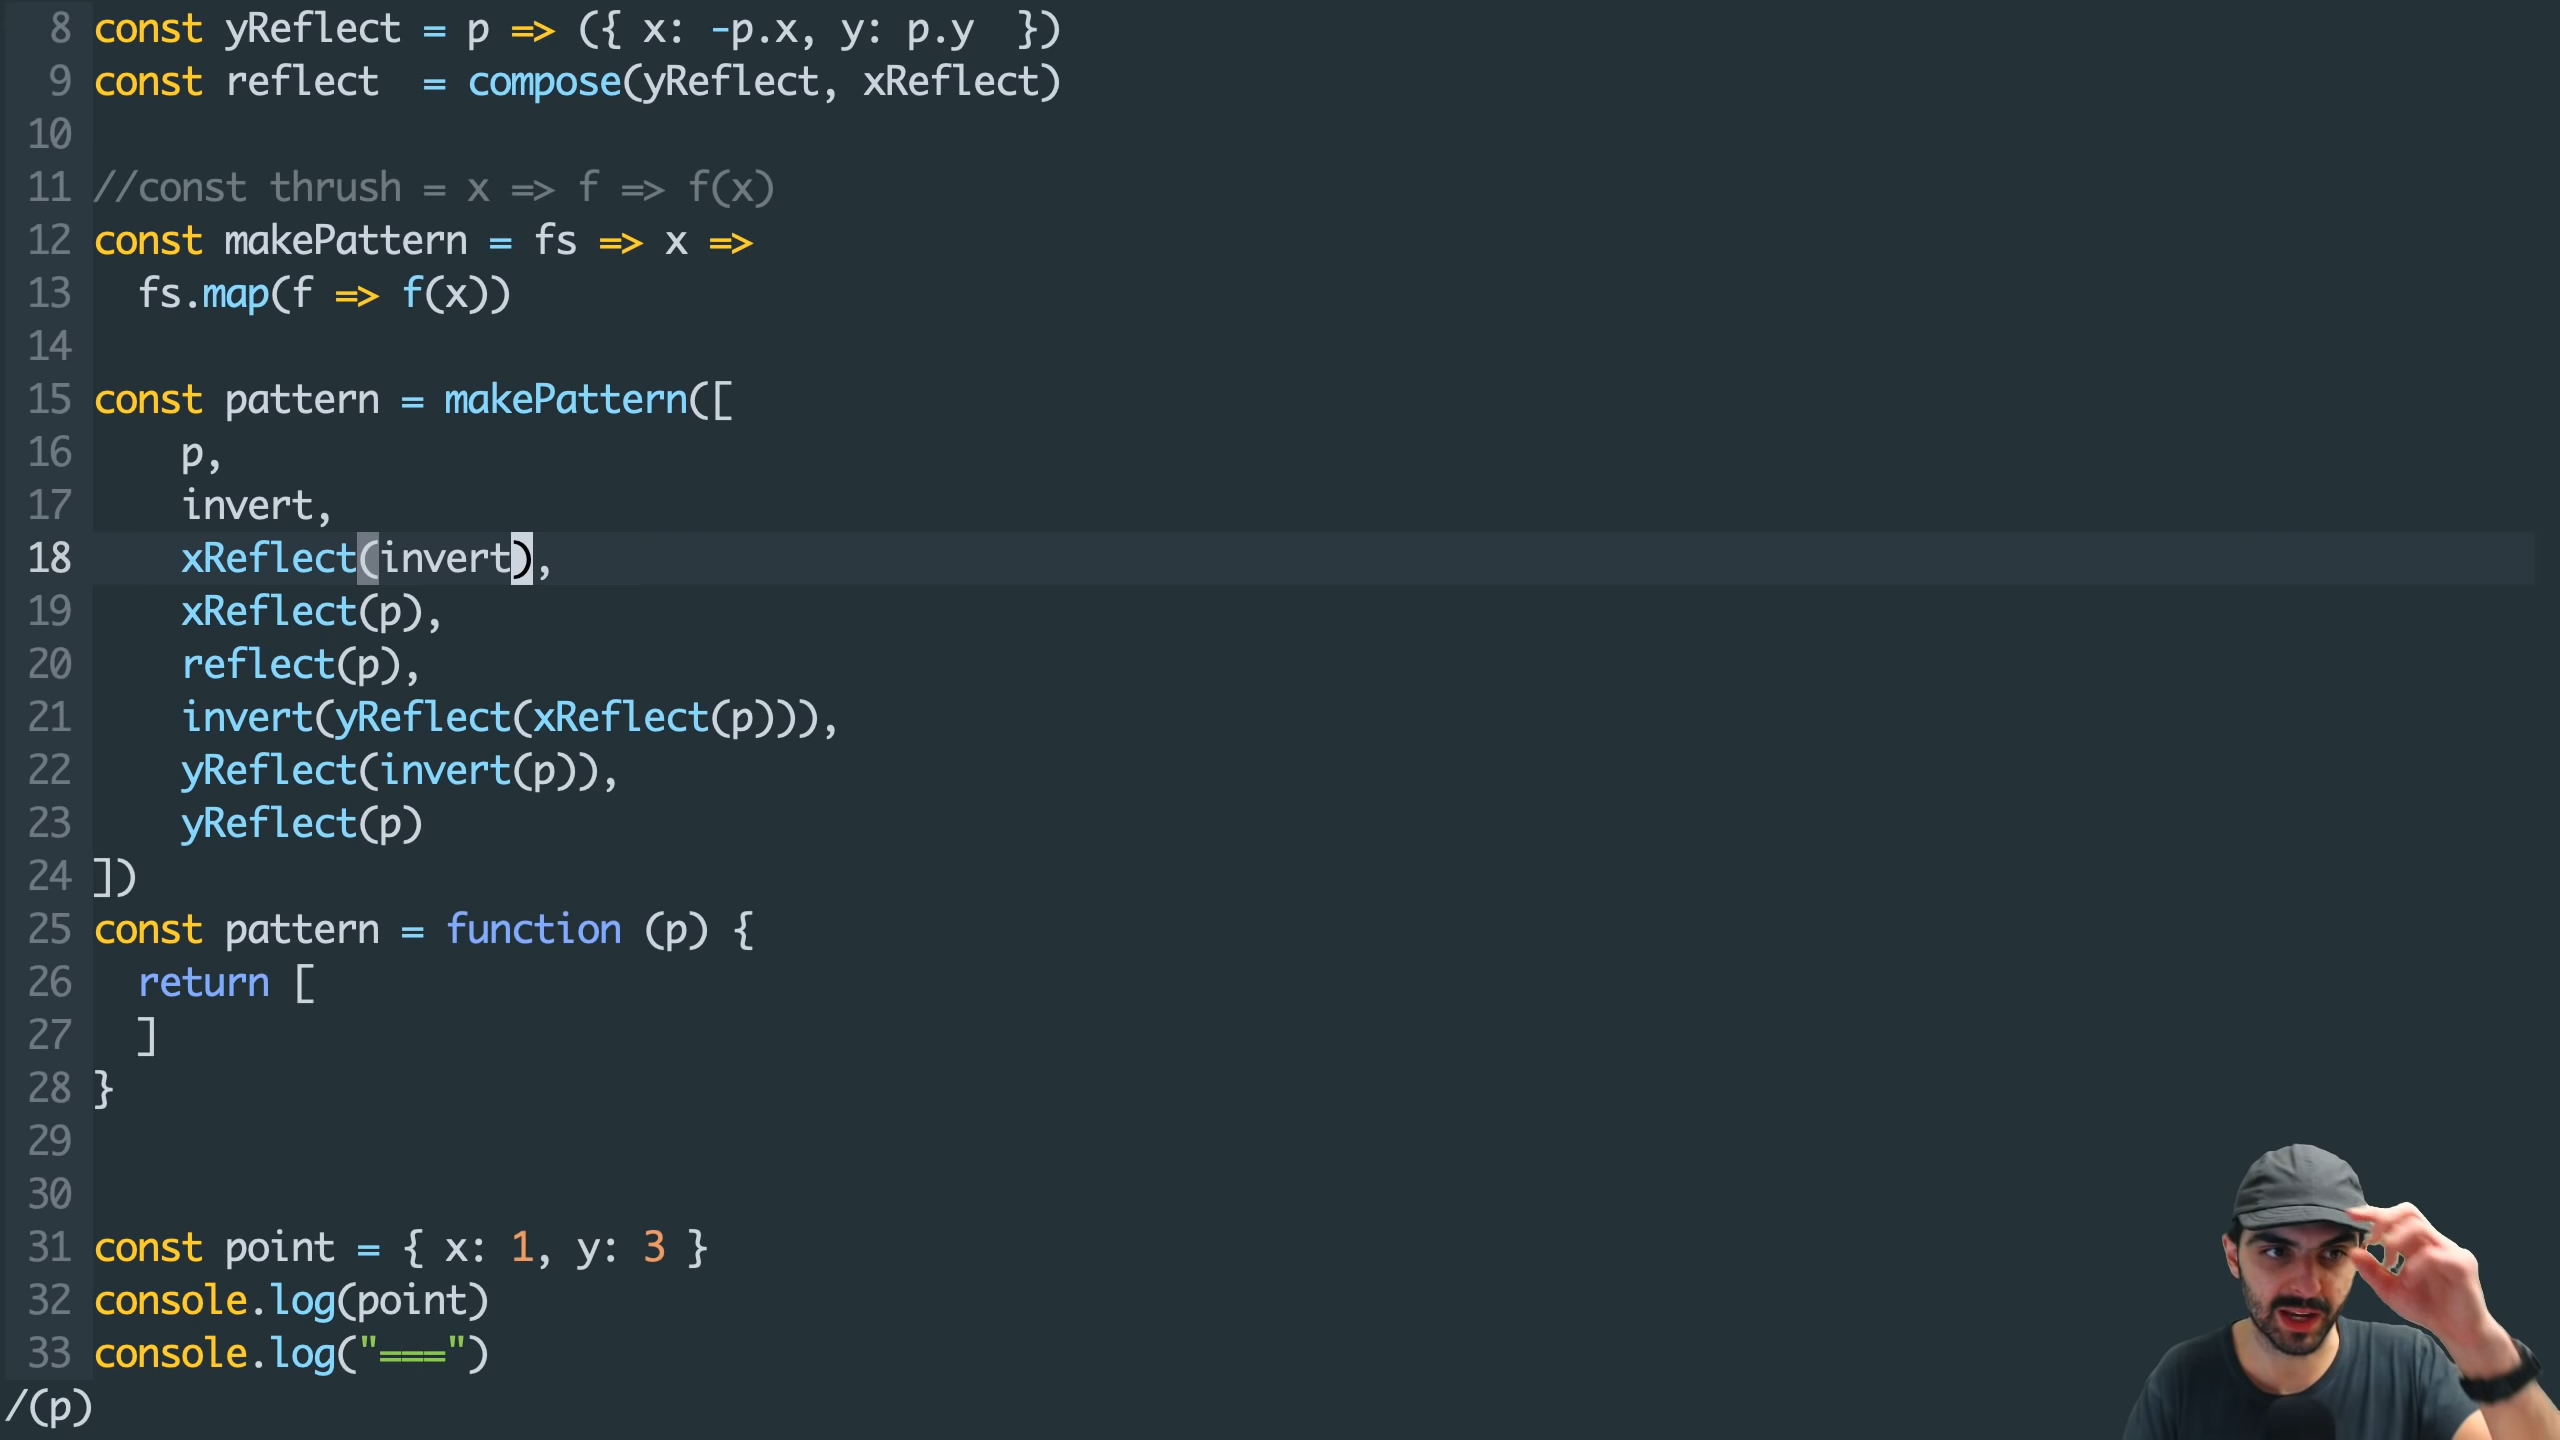 8 const yReflect = p => ({ x: -p.x, y: p.y  })
9 const reflect  = compose(yReflect, xReflect)
10
11 //const thrush = x => f => f(x)
12 const makePattern = fs => x =>
13   fs.map(f => f(x))
14
15 const pattern = makePattern([
16     p,
17     invert,
18     xReflect(invert),
19     xReflect(p),
20     reflect(p),
21     invert(yReflect(xReflect(p))),
22     yReflect(invert(p)),
23     yReflect(p)
24 ])
25 const pattern = function (p) {
26   return [
27   ]
28 }
29
30
31 const point = { x: 1, y: 3 }
32 console.log(point)
33 console.log("===")
/(p)